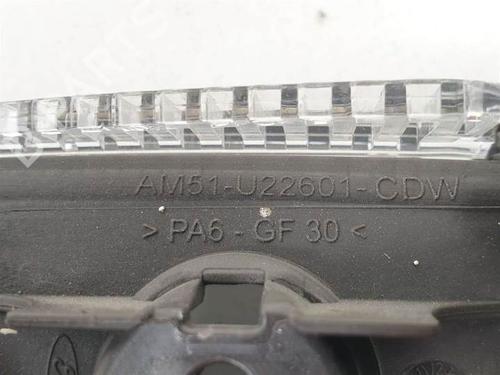 AM51-U22601-CDW
> PA6 - GF 30 <